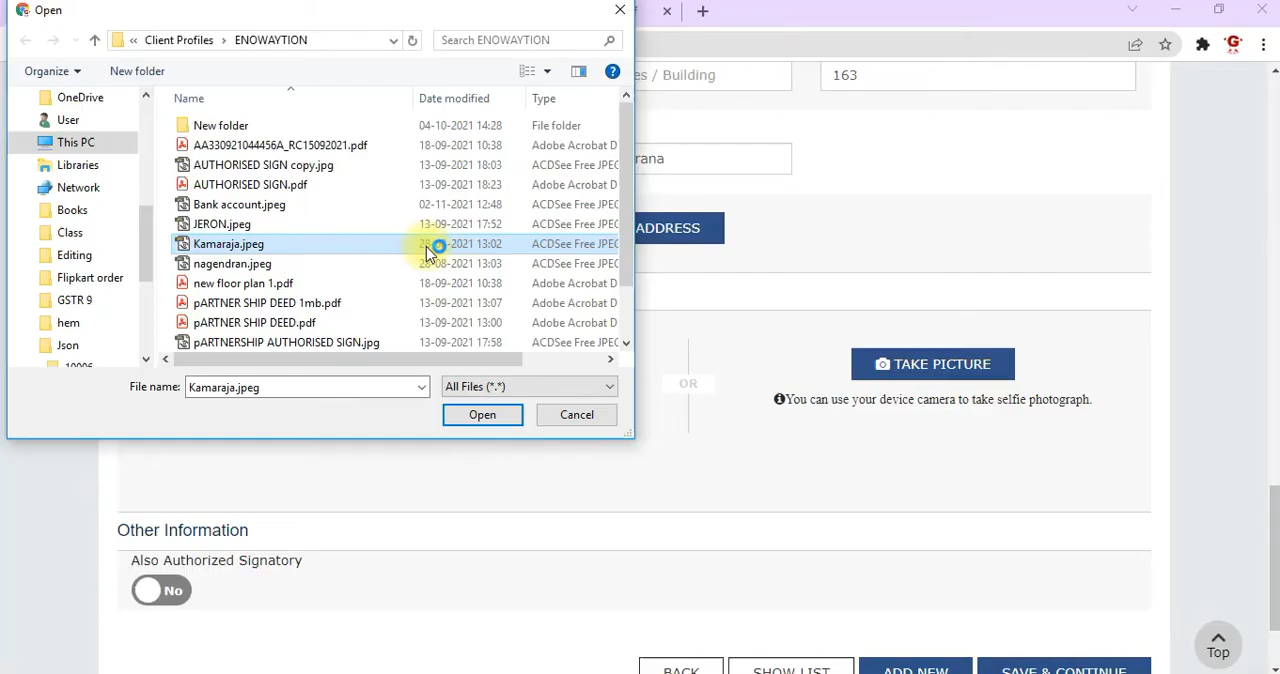 Open
« Client Profiles > ENOWAYTION
Search ENOWAYTION
Organize
New folder
OneDrive
User
This PC
Libraries
Network
Books
Class
Editing
Flipkart order
GSTR 9
hem
Json
Name Date modified Type
New folder 04-10-2021 14:28 File folder
AA330921044456A_RC15092021.pdf 18-09-2021 10:38 Adobe Acrobat D
AUTHORISED SIGN copy.jpg 13-09-2021 18:03 ACDSee Free JPEG
AUTHORISED SIGN.pdf 13-09-2021 18:23 Adobe Acrobat D
Bank account.jpeg 02-11-2021 12:48 ACDSee Free JPEG
JERON.jpeg 13-09-2021 17:52 ACDSee Free JPEG
Kamaraja.jpeg 2021 13:02 ACDSee Free JPEG
nagendran.jpeg 28-08-2021 13:03 ACDSee Free JPEG
new floor plan 1.pdf 18-09-2021 10:38 Adobe Acrobat D
pARTNER SHIP DEED 1mb.pdf 13-09-2021 13:07 Adobe Acrobat D
pARTNER SHIP DEED.pdf 13-09-2021 13:00 Adobe Acrobat D
pARTNERSHIP AUTHORISED SIGN.jpg 13-09-2021 17:58 ACDSee Free JPEG
File name: Kamaraja.jpeg
All Files (*.*)
Open
Cancel
es / Building
163
rana
ADDRESS
OR
TAKE PICTURE
You can use your device camera to take selfie photograph.
Other Information
Also Authorized Signatory
No
Top
BACK
SHOW LIST
ADD NEW
SAVE & CONTINUE